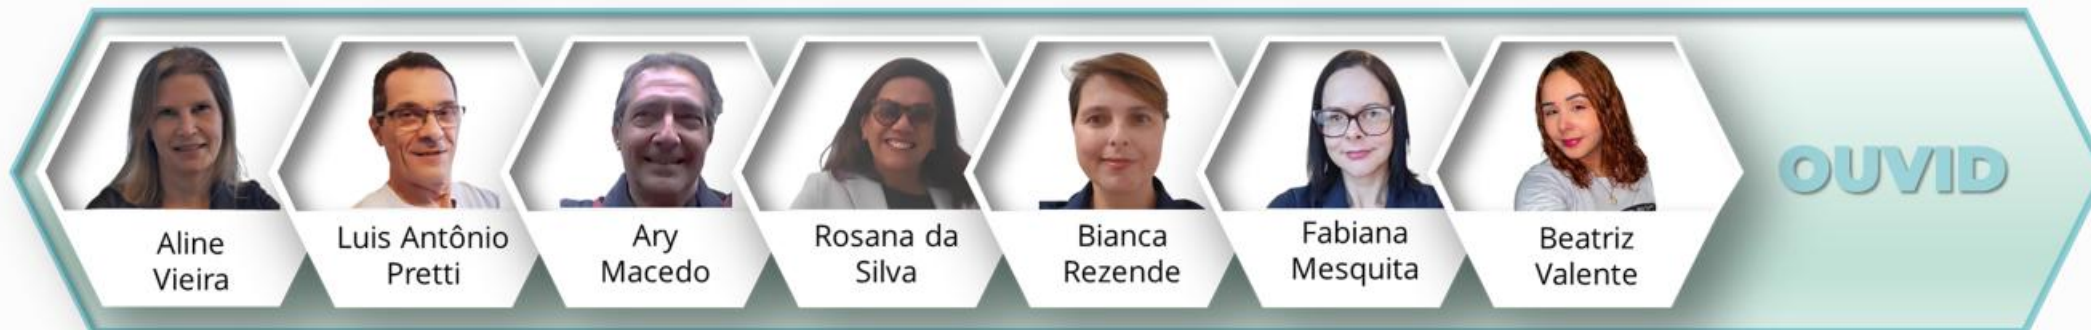 Aline
Vieira
Luis Antônio
Pretti
Ary
Macedo
Rosana da
Silva
Bianca
Rezende
Fabiana
Mesquita
Beatriz
Valente
OUVID